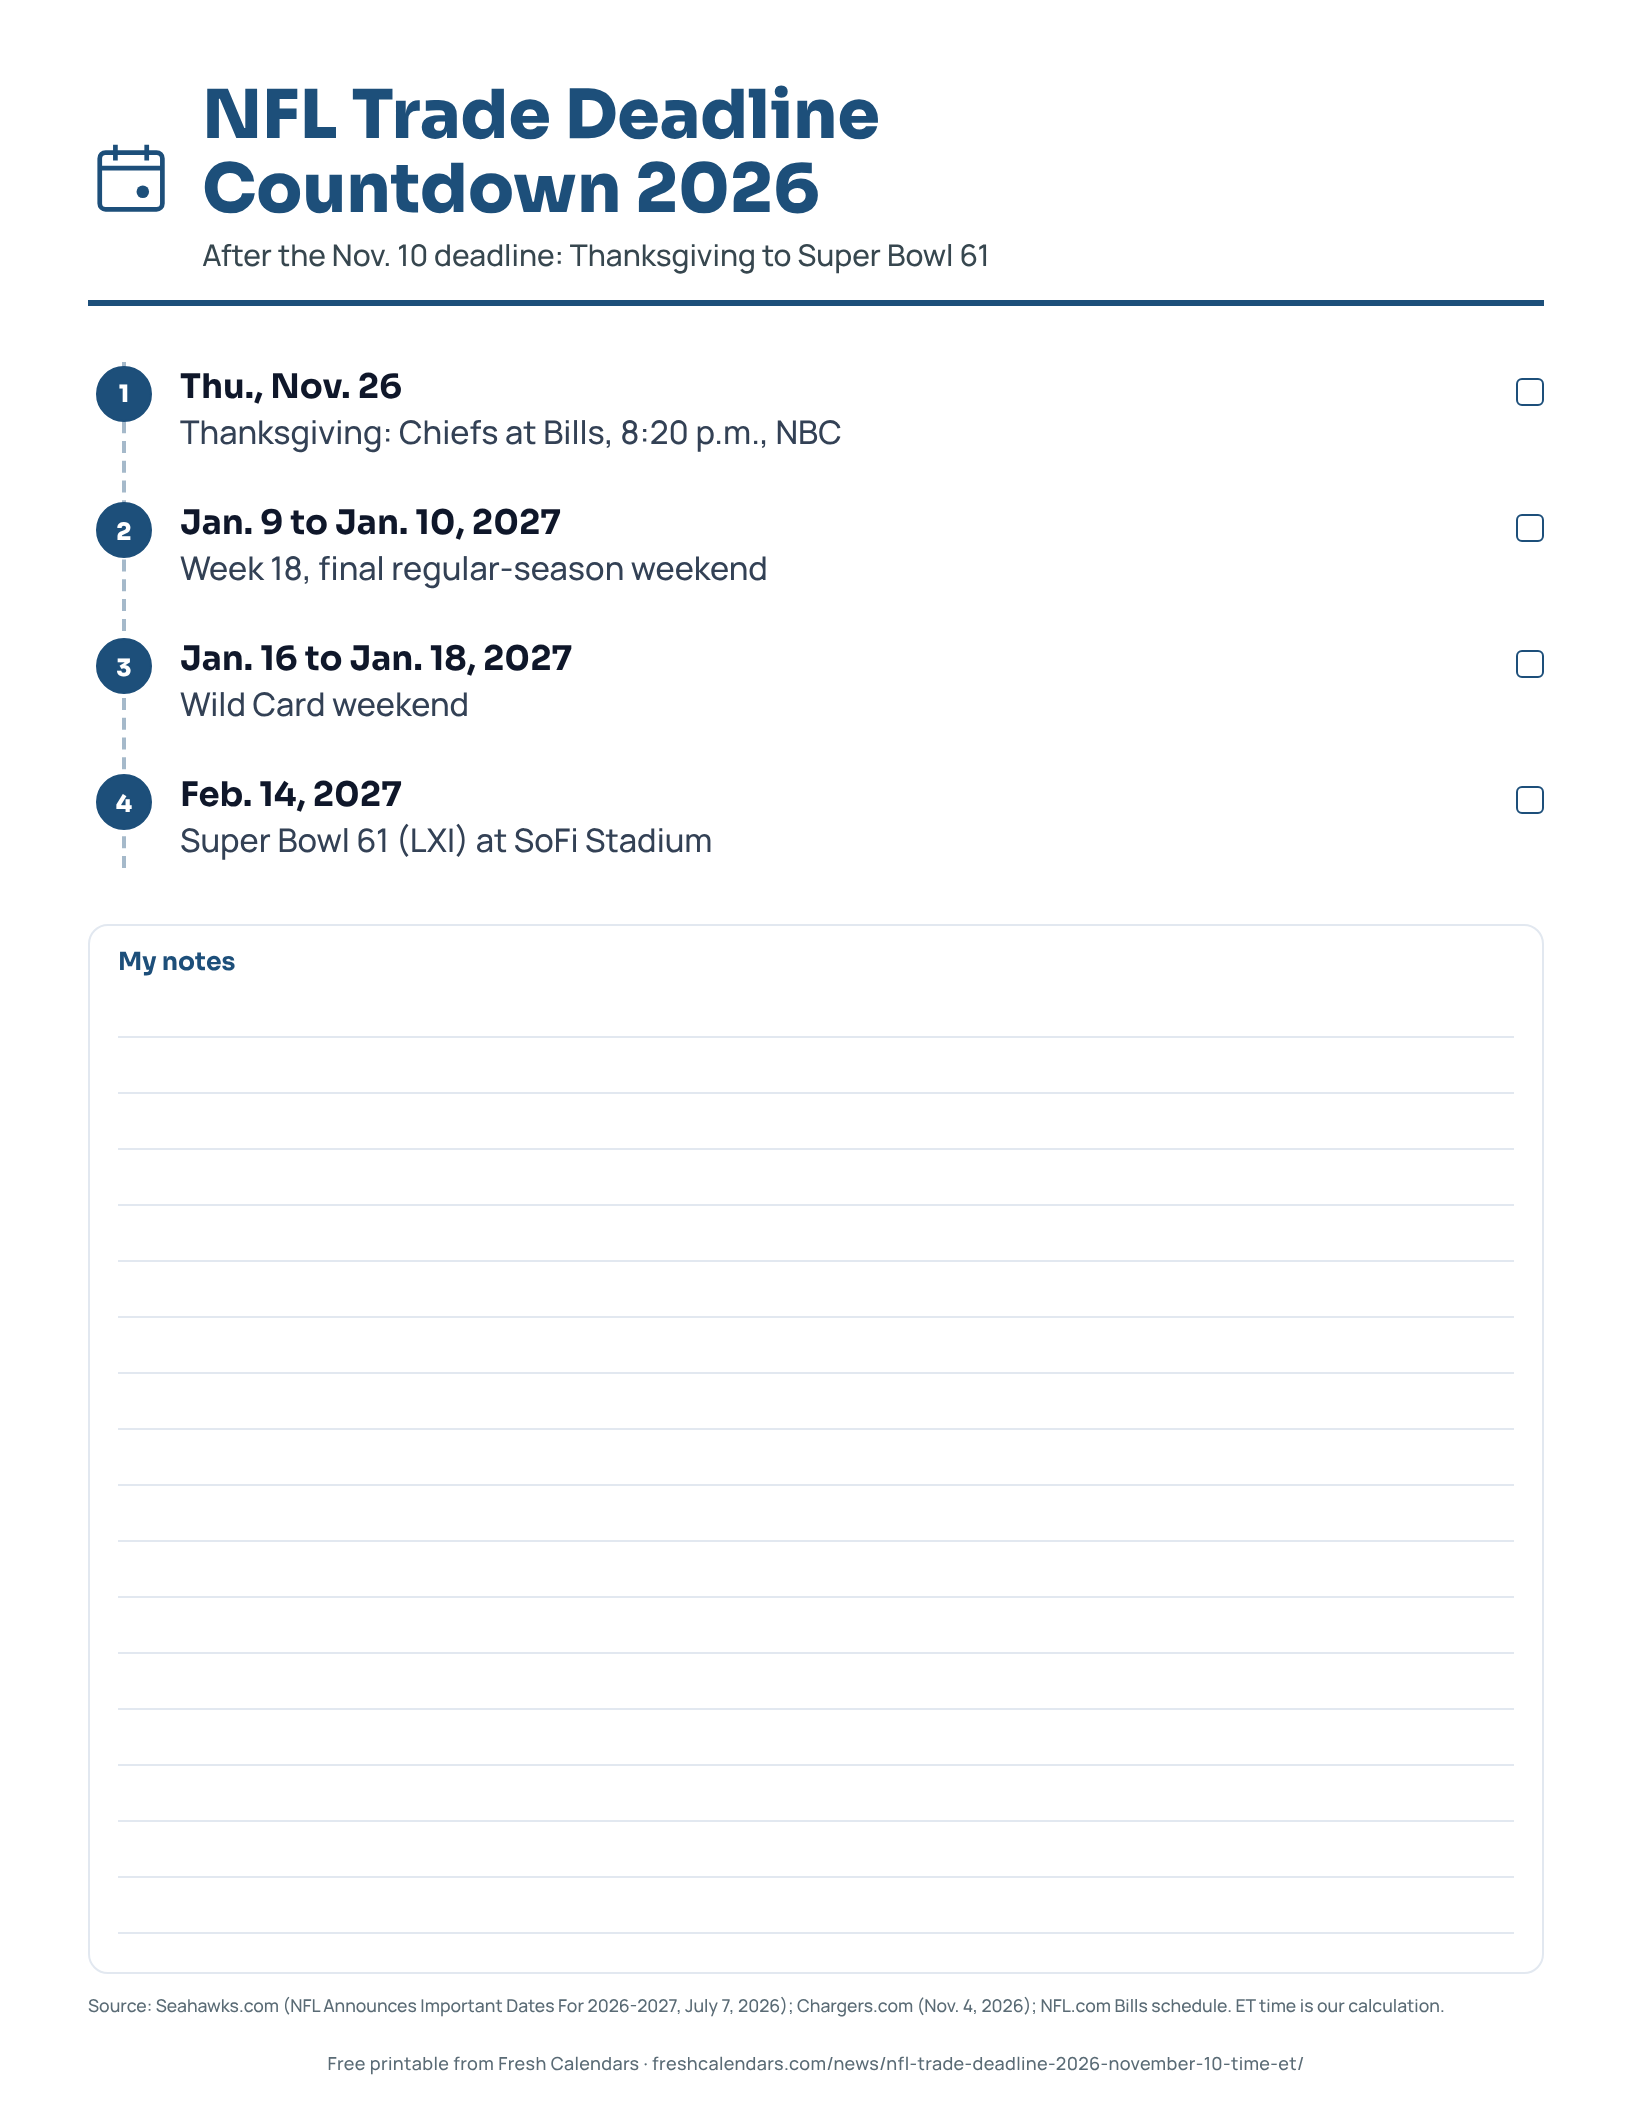 NFL Trade Deadline
Countdown 2026
After the Nov. 10 deadline: Thanksgiving to Super Bowl 61
1
Thu., Nov. 26
Thanksgiving: Chiefs at Bills, 8:20 p.m., NBC
2
Jan. 9 to Jan. 10, 2027
Week 18, final regular-season weekend
3
Jan. 16 to Jan. 18, 2027
Wild Card weekend
4
Feb. 14, 2027
Super Bowl 61 (LXI) at SoFi Stadium
My notes
Source: Seahawks.com (NFL Announces Important Dates For 2026-2027, July 7, 2026); Chargers.com (Nov. 4, 2026); NFL.com Bills schedule. ET time is our calculation.
Free printable from Fresh Calendars · freshcalendars.com/news/nfl-trade-deadline-2026-november-10-time-et/